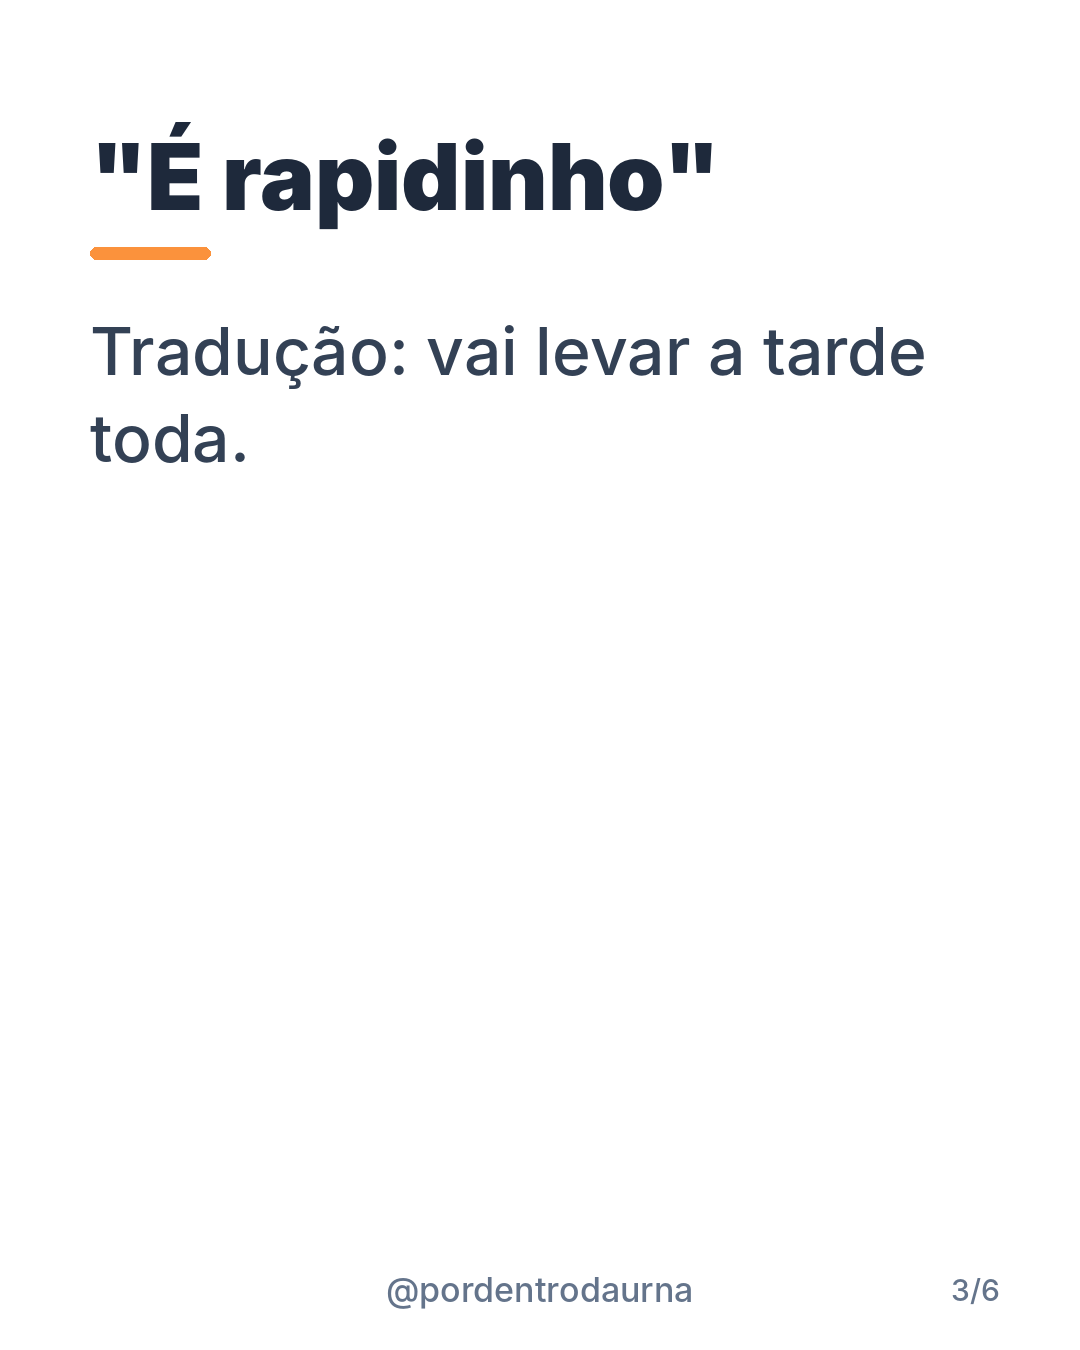 "É rapidinho"
Tradução: vai levar a tarde
toda.
@pordentrodaurna
3/6